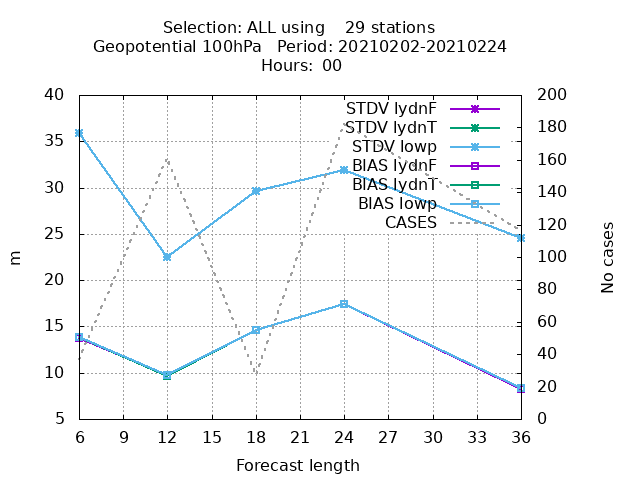 Selection: ALL using    29 stations
Geopotential 100hPa   Period: 20210202-20210224
Hours: 00
STDV lydnF
STDV lydnT
STDV lowp
BIAS lydnF
BIAS lydnT
BIAS lowp
CASES
40
35
30
25
20
15
10
5
m
200
180
160
140
120
100
80
60
40
20
0
No cases
6 9 12 15 18 21 24 27 30 33 36
Forecast length